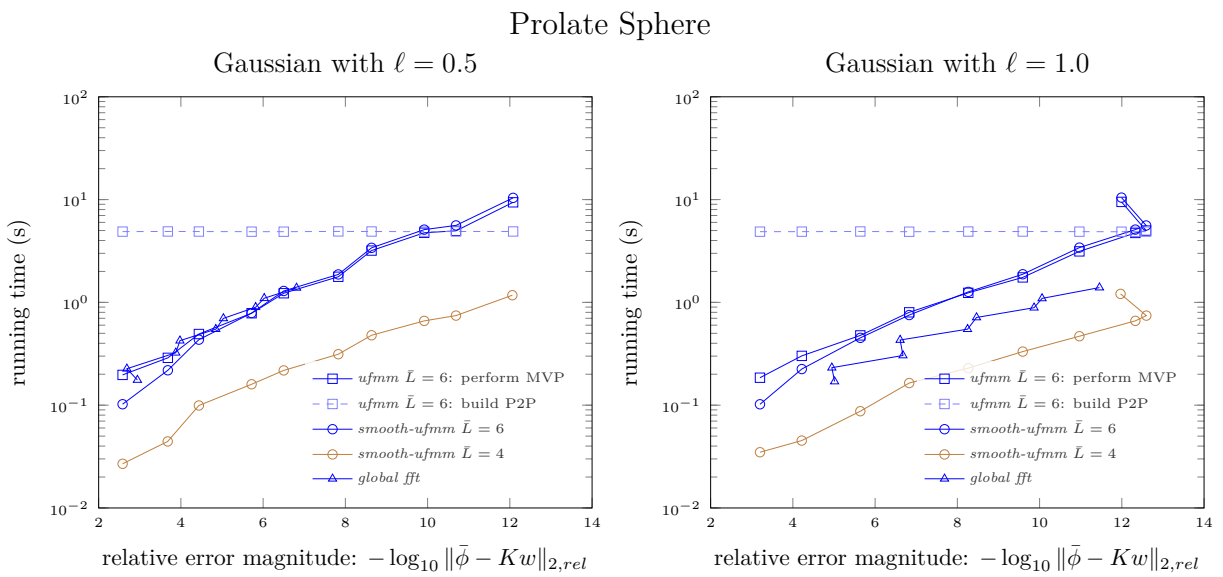 Prolate Sphere
Gaussian with ℓ = 0.5
10^2
10^1
10^0
10^−1
10^−2
running time (s)
2 4 6 8 10 12 14
relative error magnitude: − log10 ∥ϕ̄ − Kw∥2,rel
ufmm L̄ = 6: perform MVP
ufmm L̄ = 6: build P2P
smooth-ufmm L̄ = 6
smooth-ufmm L̄ = 4
global fft
Gaussian with ℓ = 1.0
10^2
10^1
10^0
10^−1
10^−2
running time (s)
2 4 6 8 10 12 14
relative error magnitude: − log10 ∥ϕ̄ − Kw∥2,rel
ufmm L̄ = 6: perform MVP
ufmm L̄ = 6: build P2P
smooth-ufmm L̄ = 6
smooth-ufmm L̄ = 4
global fft